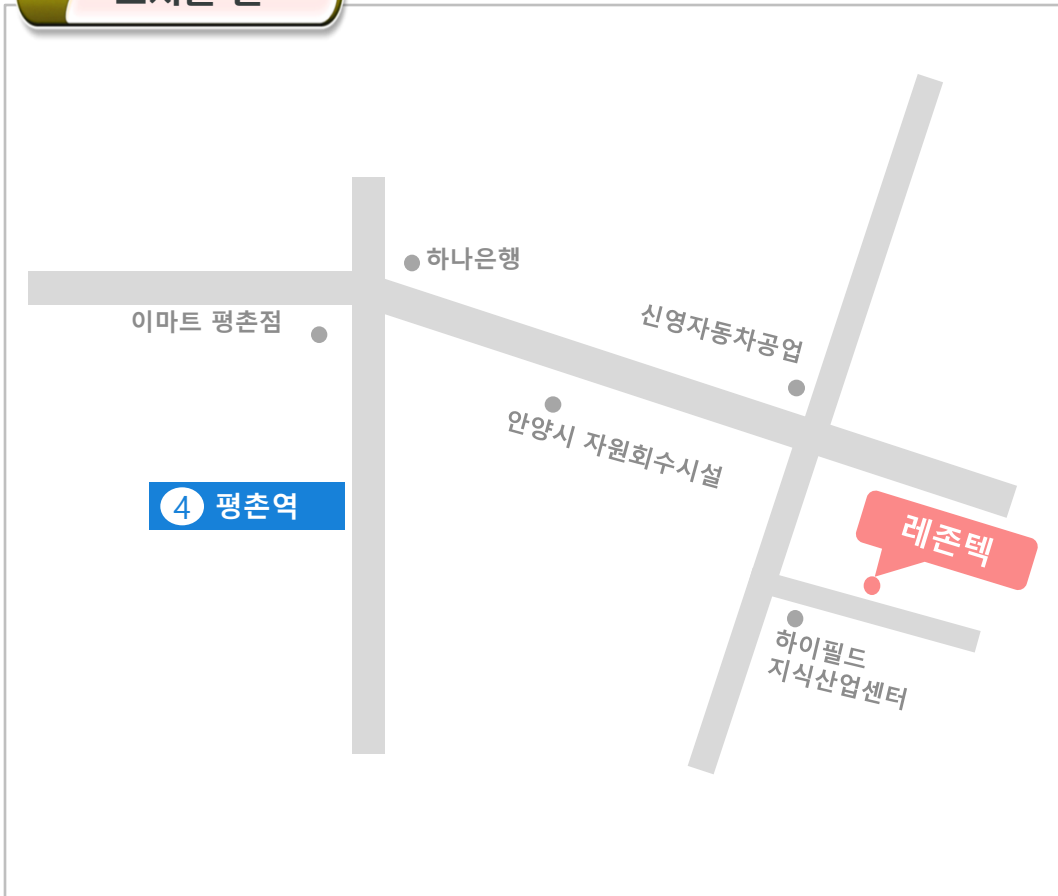 하나은행
이마트 평촌점
신영자동차공업
안양시 자원회수시설
4 평촌역
레존텍
하이필드
지식산업센터